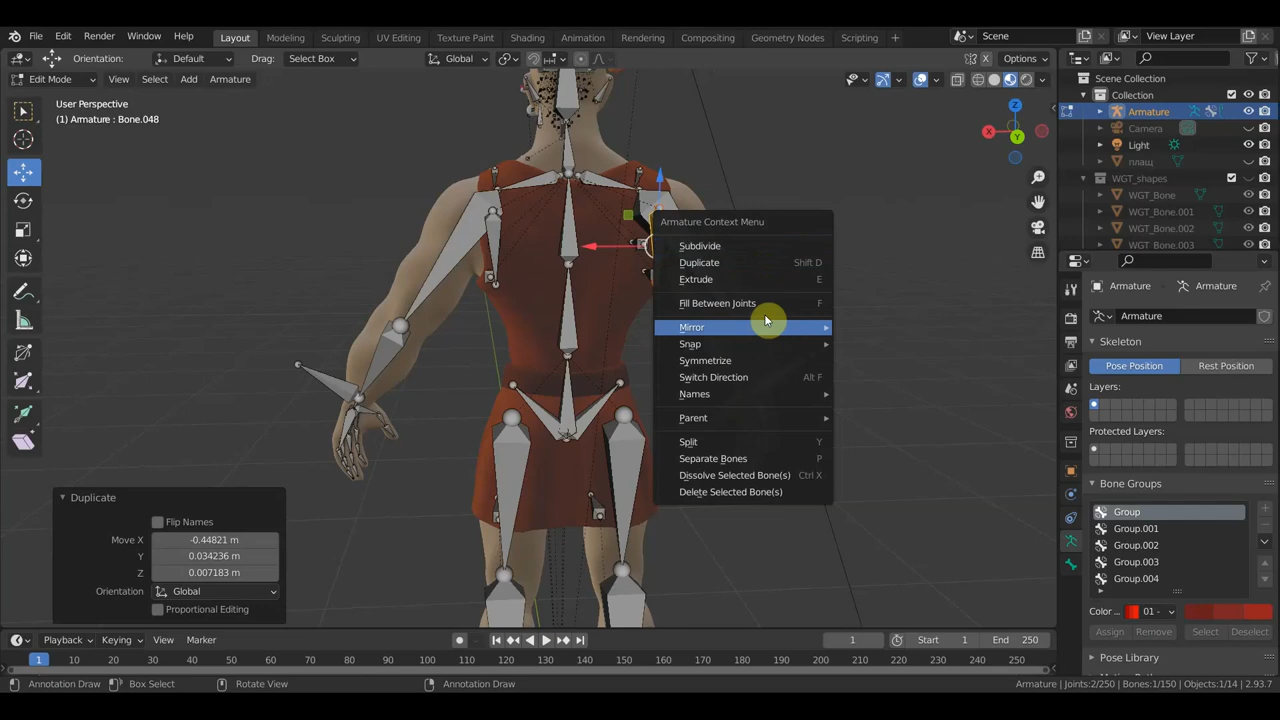 File Edit Render Window Help Layout Modeling Sculpting UV Editing Texture Paint Shading Animation Rendering Compositing Geometry Nodes Scripting + Scene View Layer
Orientation: Default Drag: Select Box Global X Options
Edit Mode View Select Add Armature
User Perspective
(1) Armature : Bone.048
Z
X
Y
Scene Collection
Collection
Armature
Camera
Light
плащ
WGT_shapes
WGT_Bone
WGT_Bone.001
WGT_Bone.002
WGT_Bone.003
Armature Context Menu
Subdivide
Duplicate Shift D
Extrude E
Fill Between Joints F
Mirror
Snap
Symmetrize
Switch Direction Alt F
Names
Parent
Split Y
Separate Bones P
Dissolve Selected Bone(s) Ctrl X
Delete Selected Bone(s)
Armature Armature
Armature
Skeleton
Pose Position Rest Position
Layers:
Protected Layers:
Bone Groups
Group
Group.001
Group.002
Group.003
Group.004
Color ... 01 -
Assign Remove Select Deselect
Pose Library
Duplicate
Flip Names
Move X -0.44821 m
Y 0.034236 m
Z 0.007183 m
Orientation Global
Proportional Editing
Playback Keying View Marker 1 Start 1 End 250
1 10 20 30 40 50 60 70 80 90 100 110 120 130 140 150 160 170 180 190 200 210 220 230 240 250
Annotation Draw Box Select Rotate View Annotation Draw Armature | Joints:2/250 | Bones:1/150 | Objects:1/14 | 2.93.7